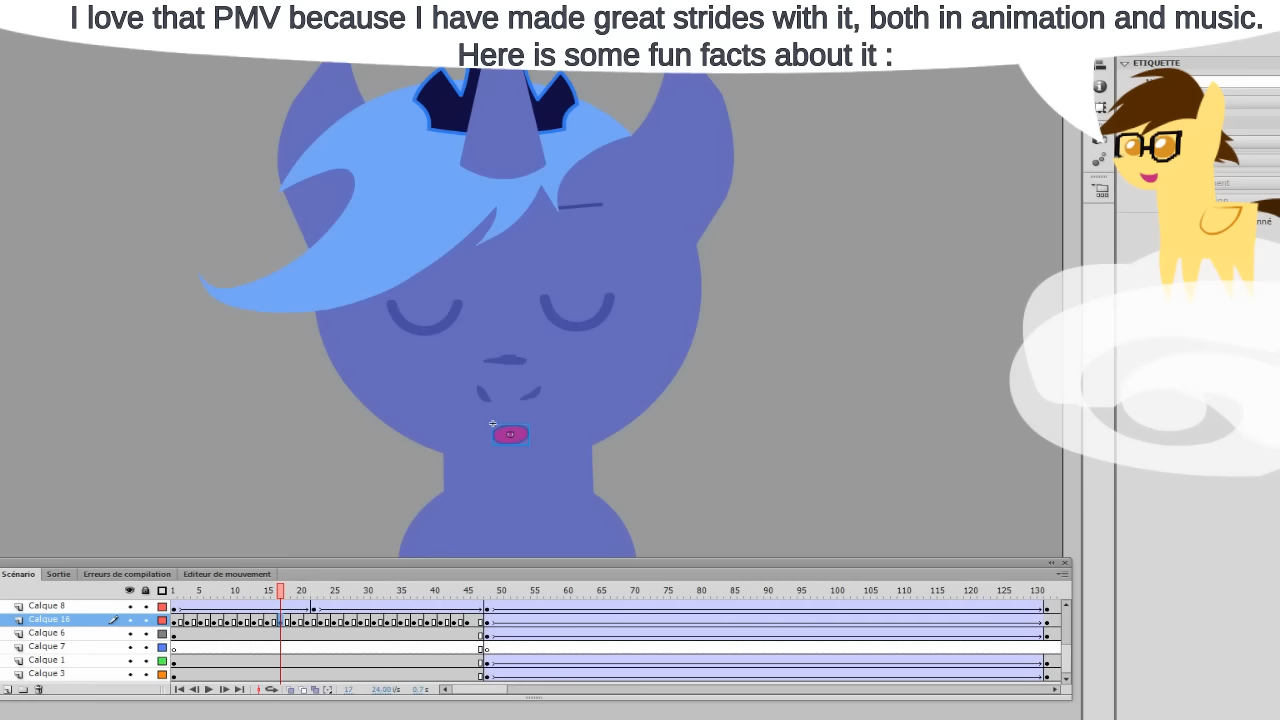 I love that PMV because I have made great strides with it, both in animation and music.
Here is some fun facts about it :
ETIQUETTE
Scénario Sortie Erreurs de compilation Editeur de mouvement
1 5 10 15 20 25 30 35 40 45 50 55 60 65 70 75 80 85 90 95 100 105 110 115 120 125 130
Calque 8
Calque 16
Calque 6
Calque 7
Calque 1
Calque 3
17 24.00 i/s 0.7 s